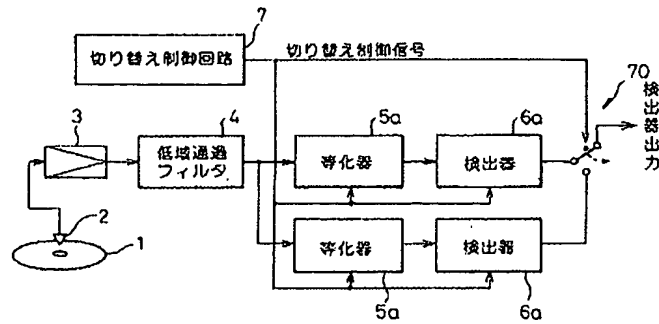 7
切り替え制御回路
切り替え制御信号
70
検出器出力
3
4
低域通過
フィルタ
5a
等化器
6a
検出器
2
1
等化器
検出器
5a
6a